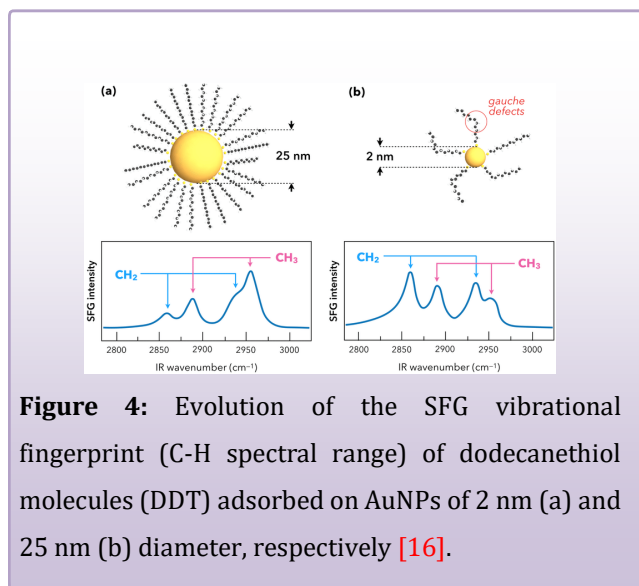 (a)
(b)
gauche
defects
25 nm
2 nm
CH₂
CH₃
SFG intensity
2800 2850 2900 2950 3000
IR wavenumber (cm⁻¹)
CH₂
CH₃
SFG intensity
2800 2850 2900 2950 3000
IR wavenumber (cm⁻¹)
Figure 4: Evolution of the SFG vibrational
fingerprint (C-H spectral range) of dodecanethiol
molecules (DDT) adsorbed on AuNPs of 2 nm (a) and
25 nm (b) diameter, respectively [16].